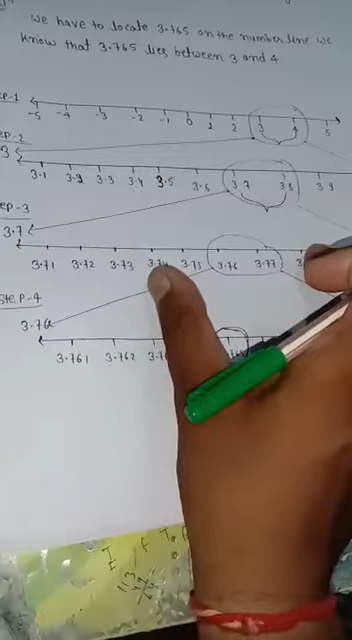 we have to locate 3.765 on the number line we
know that 3.765 lies between 3 and 4
ep-1
-5 -4 -3 -2 -1 0 1 2 3 4 5
ep-2
3
3.1 3.2 3.3 3.4 3.5 3.6 3.7 3.8 3.9
ep-3
3.7
3.71 3.72 3.73 3.74 3.75 3.76 3.77
Step-4
3.76
3.761 3.762